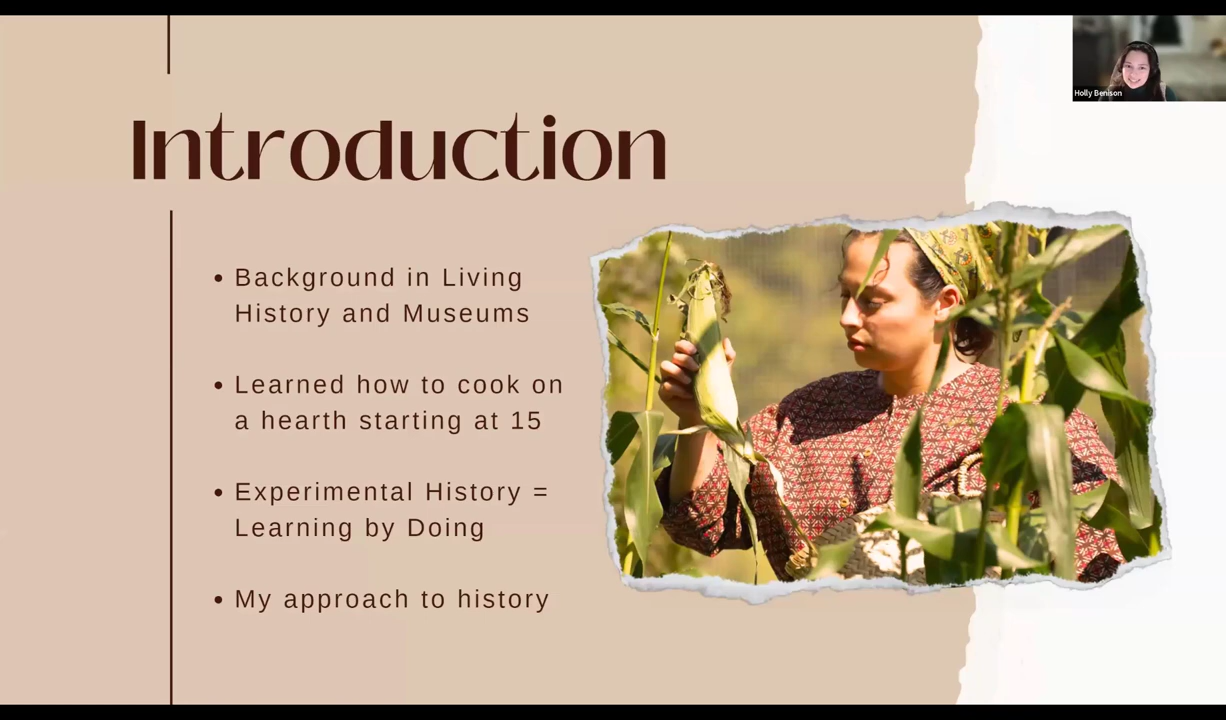 Introduction
• Background in Living
History and Museums
• Learned how to cook on
a hearth starting at 15
• Experimental History =
Learning by Doing
• My approach to history
Holly Benison